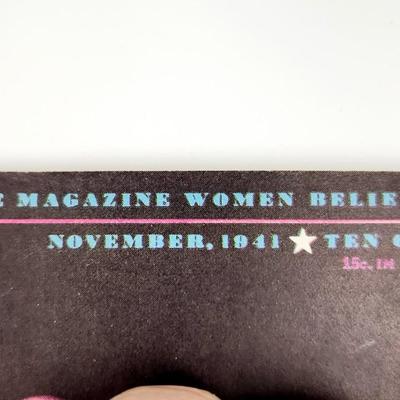 E MAGAZINE WOMEN BELIE
NOVEMBER, 1941 ★ TEN C
15c. IN